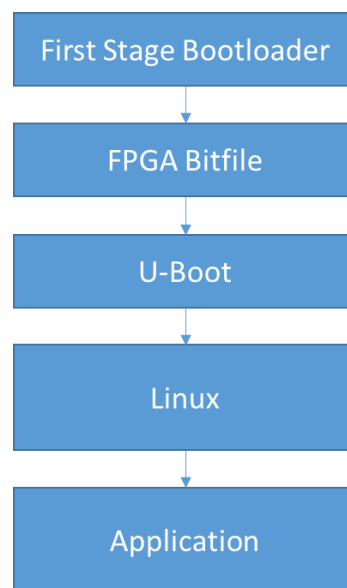 First Stage Bootloader
FPGA Bitfile
U-Boot
Linux
Application